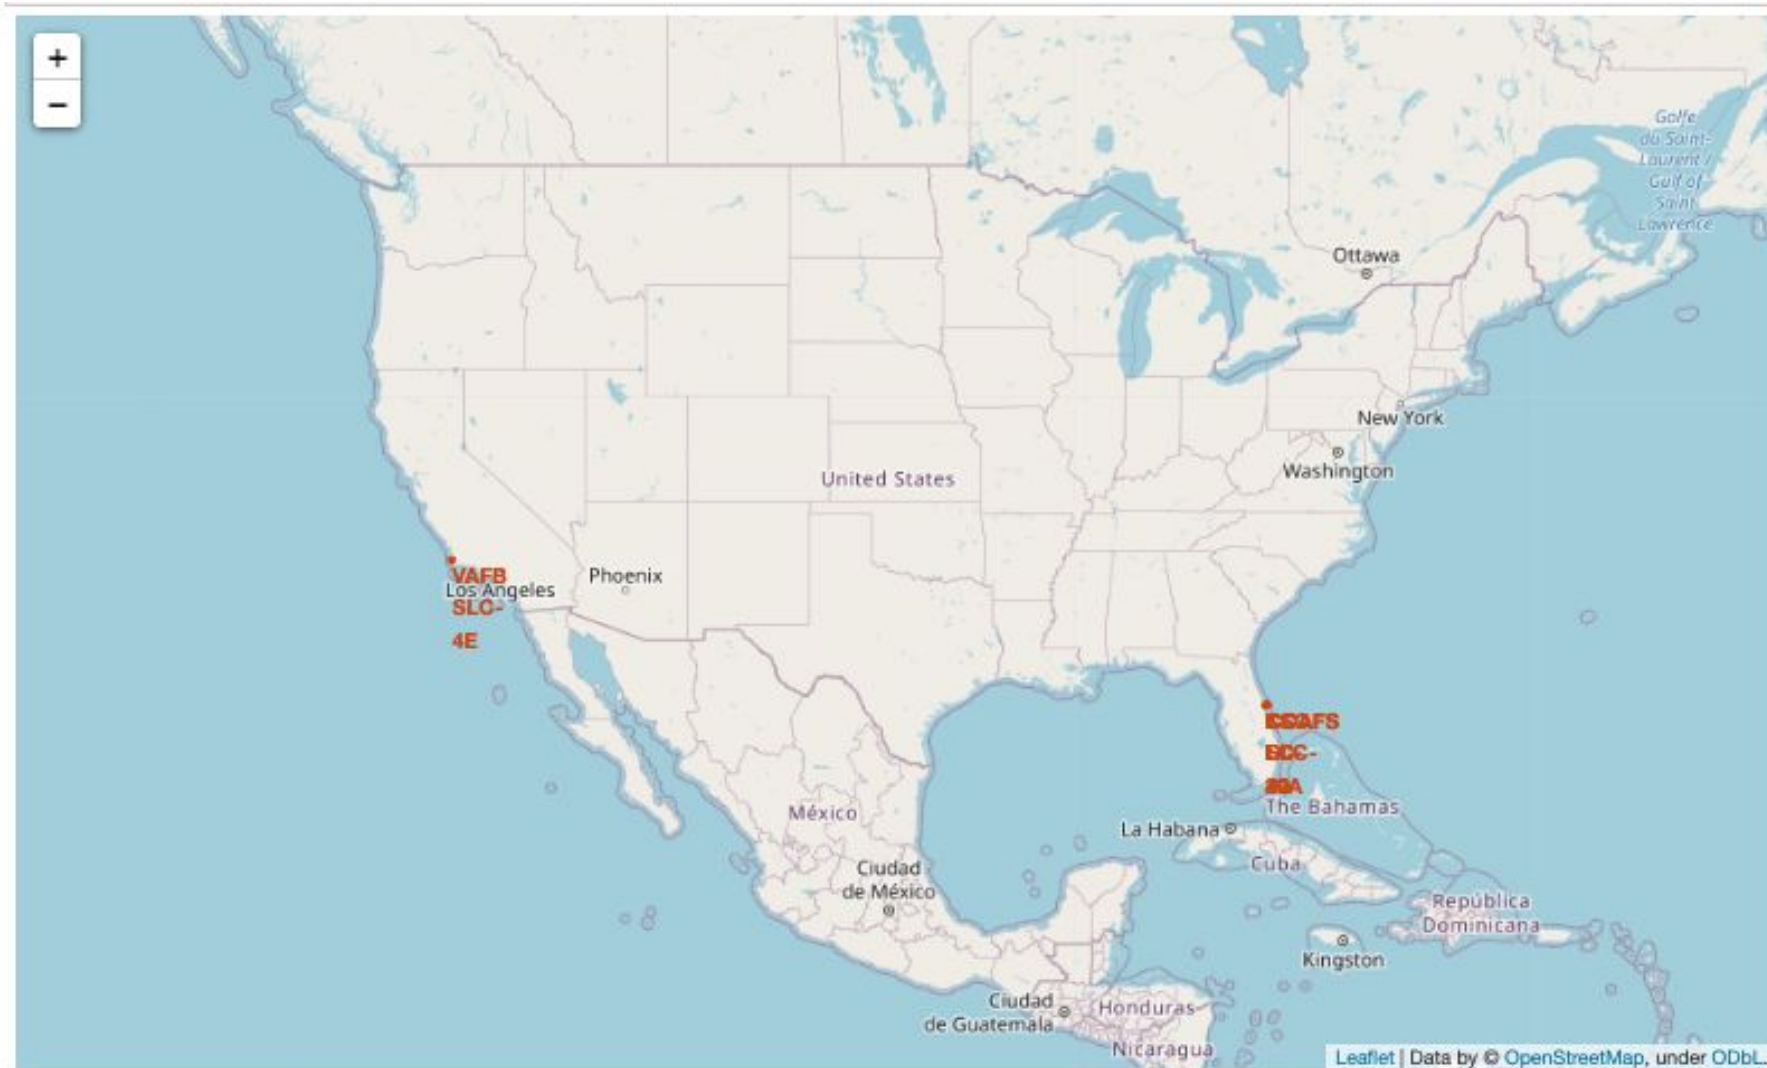 +
−
Golfe
du Saint-
Laurent /
Gulf of
Saint
Lawrence
Ottawa
New York
Washington
United States
VAFB
Los Angeles
SLC-
4E
Phoenix
The Bahamas
México
La Habana
Cuba
Ciudad
de México
República
Dominicana
Kingston
Ciudad
de Guatemala
Honduras
Nicaragua
Leaflet | Data by © OpenStreetMap, under ODbL.